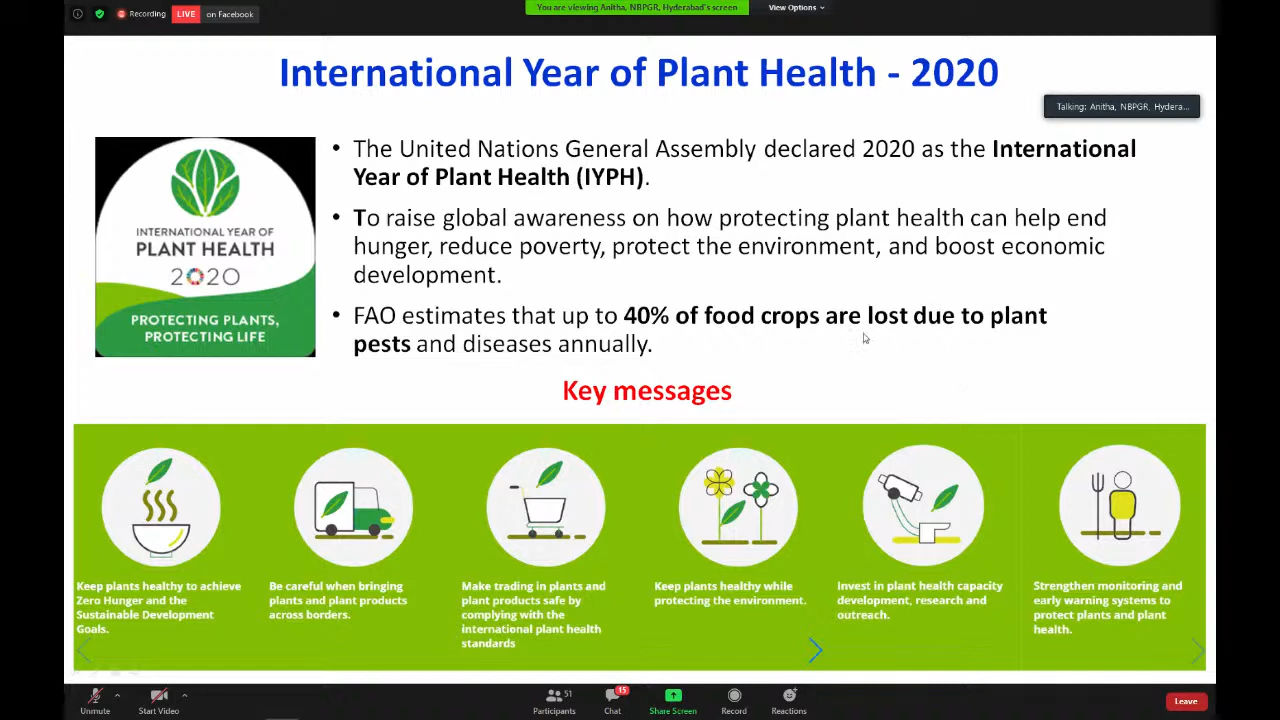 Recording
LIVE
on Facebook
You are viewing Anitha, NBPGR, Hyderabad's screen
View Options
International Year of Plant Health - 2020
Talking: Anitha, NBPGR, Hydera...
INTERNATIONAL YEAR OF
PLANT HEALTH
2020
PROTECTING PLANTS,
PROTECTING LIFE
• The United Nations General Assembly declared 2020 as the International
Year of Plant Health (IYPH).
• To raise global awareness on how protecting plant health can help end
hunger, reduce poverty, protect the environment, and boost economic
development.
• FAO estimates that up to 40% of food crops are lost due to plant
pests and diseases annually.
Key messages
Keep plants healthy to achieve
Zero Hunger and the
Sustainable Development
Goals.
Be careful when bringing
plants and plant products
across borders.
Make trading in plants and
plant products safe by
complying with the
international plant health
standards
Keep plants healthy while
protecting the environment.
Invest in plant health capacity
development, research and
outreach.
Strengthen monitoring and
early warning systems to
protect plants and plant
health.
Unmute
Start Video
51
Participants
15
Chat
Share Screen
Record
Reactions
Leave